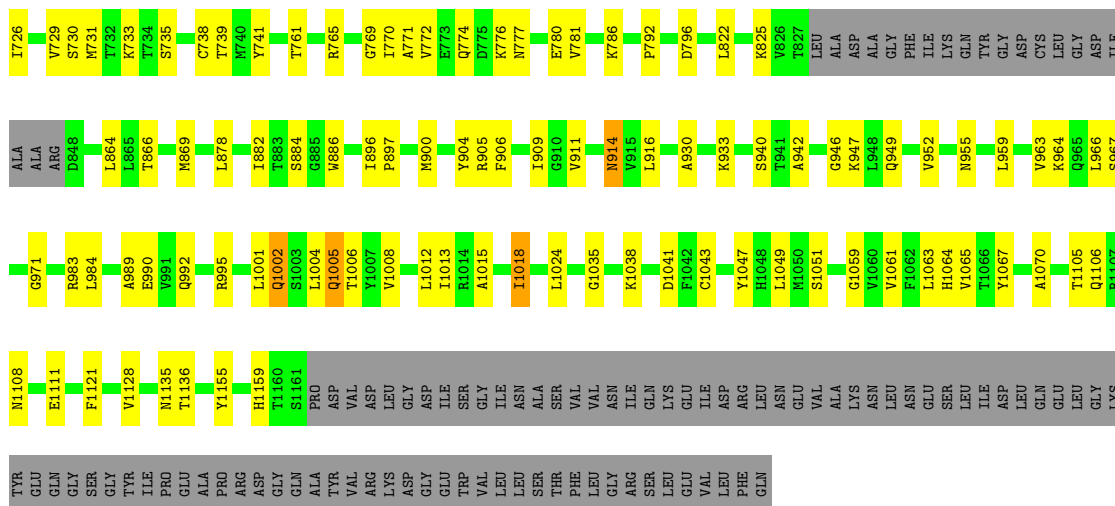 I726 V729 S730 M731 T732 K733 T734 S735 C738 T739 M740 Y741 T761 R765 G769 I770 A771 V772 E773 Q774 D775 K776 N777 E780 V781 K786 P792 D796 L822 K825 V826 T827 LEU ALA ASP ALA GLY PHE ILE LYS GLN TYR GLY ASP CYS LEU GLY ASP ILE
ALA ALA ARG D848 L864 L865 T866 M869 L878 I882 T883 S884 G885 W886 I896 P897 M900 Y904 R905 F906 I909 G910 V911 N914 V915 L916 A930 K933 S940 T941 A942 G946 K947 L948 Q949 V952 N955 L959 V963 K964 Q965 L966 S967
G971 R983 L984 A989 E990 V991 Q992 R995 L1001 Q1002 S1003 L1004 Q1005 T1006 Y1007 V1008 L1012 I1013 R1014 A1015 I1018 L1024 G1035 K1038 D1041 F1042 C1043 Y1047 H1048 L1049 M1050 S1051 G1059 V1060 V1061 F1062 L1063 H1064 V1065 T1066 Y1067 A1070 T1105 Q1106 R1107
N1108 E1111 F1121 V1128 N1135 T1136 Y1155 H1159 T1160 S1161 PRO ASP VAL ASP LEU GLY ASP ILE SER GLY ILE ASN ALA SER VAL VAL ASN ILE GLN LYS GLU ILE ASP ARG LEU ASN GLU VAL ALA LYS ASN LEU ASN GLU SER LEU ILE ASP LEU GLN GLU LEU GLY LYS
TYR GLU GLN GLY SER GLY TYR ILE PRO GLU ALA PRO ARG ASP GLY GLN ALA TYR VAL ARG LYS ASP GLY GLU TRP VAL LEU LEU SER THR PHE LEU GLY ARG SER LEU GLU VAL LEU PHE GLN